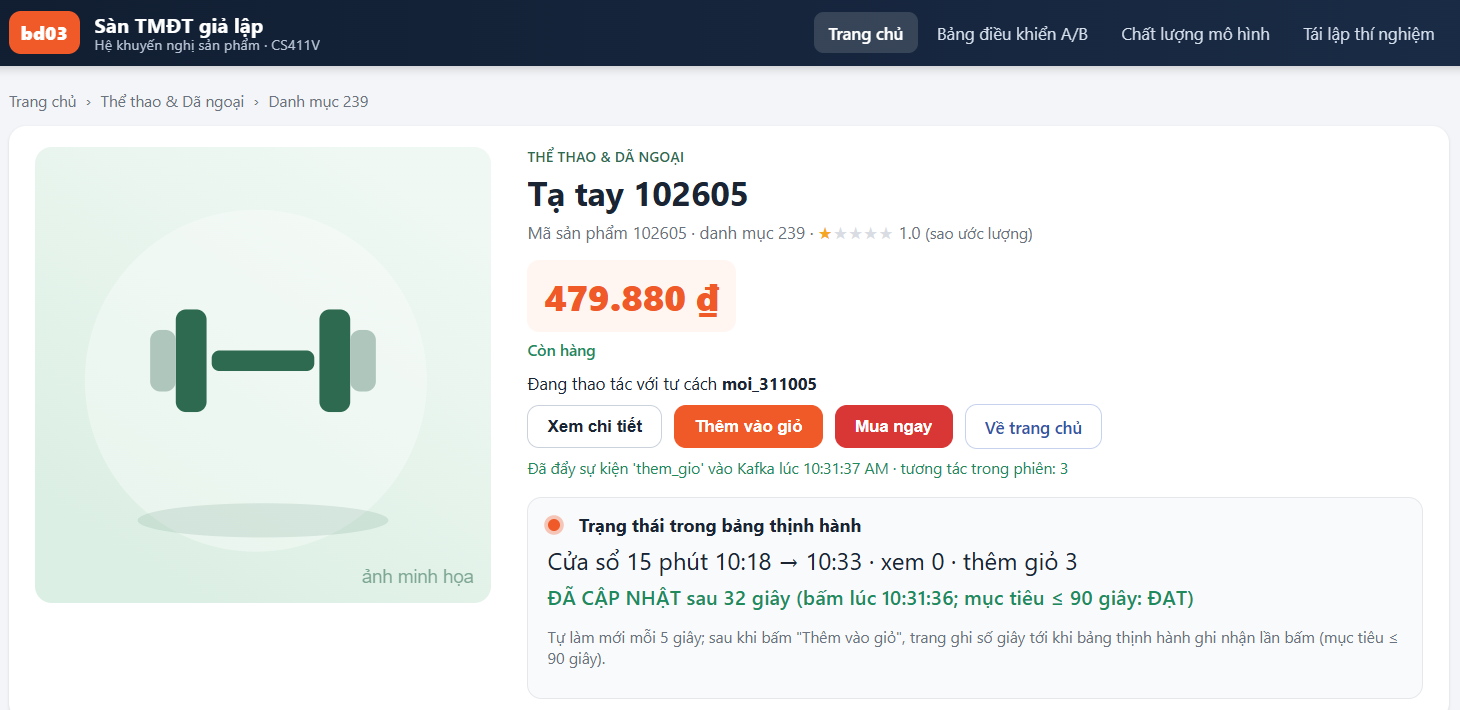 bd03
Sàn TMĐT giả lập
Hệ khuyến nghị sản phẩm · CS411V
Trang chủ
Bảng điều khiển A/B
Chất lượng mô hình
Tái lập thí nghiệm
Trang chủ › Thể thao & Dã ngoại › Danh mục 239
THỂ THAO & DÃ NGOẠI
Tạ tay 102605
Mã sản phẩm 102605 · danh mục 239 · ★★★★★ 1.0 (sao ước lượng)
479.880 ₫
Còn hàng
Đang thao tác với tư cách moi_311005
Xem chi tiết
Thêm vào giỏ
Mua ngay
Về trang chủ
Đã đẩy sự kiện 'them_gio' vào Kafka lúc 10:31:37 AM · tương tác trong phiên: 3
Trạng thái trong bảng thịnh hành
Cửa sổ 15 phút 10:18 → 10:33 · xem 0 · thêm giỏ 3
ĐÃ CẬP NHẬT sau 32 giây (bấm lúc 10:31:36; mục tiêu ≤ 90 giây: ĐẠT)
Tự làm mới mỗi 5 giây; sau khi bấm "Thêm vào giỏ", trang ghi số giây tới khi bảng thịnh hành ghi nhận lần bấm (mục tiêu ≤
90 giây).
ảnh minh họa